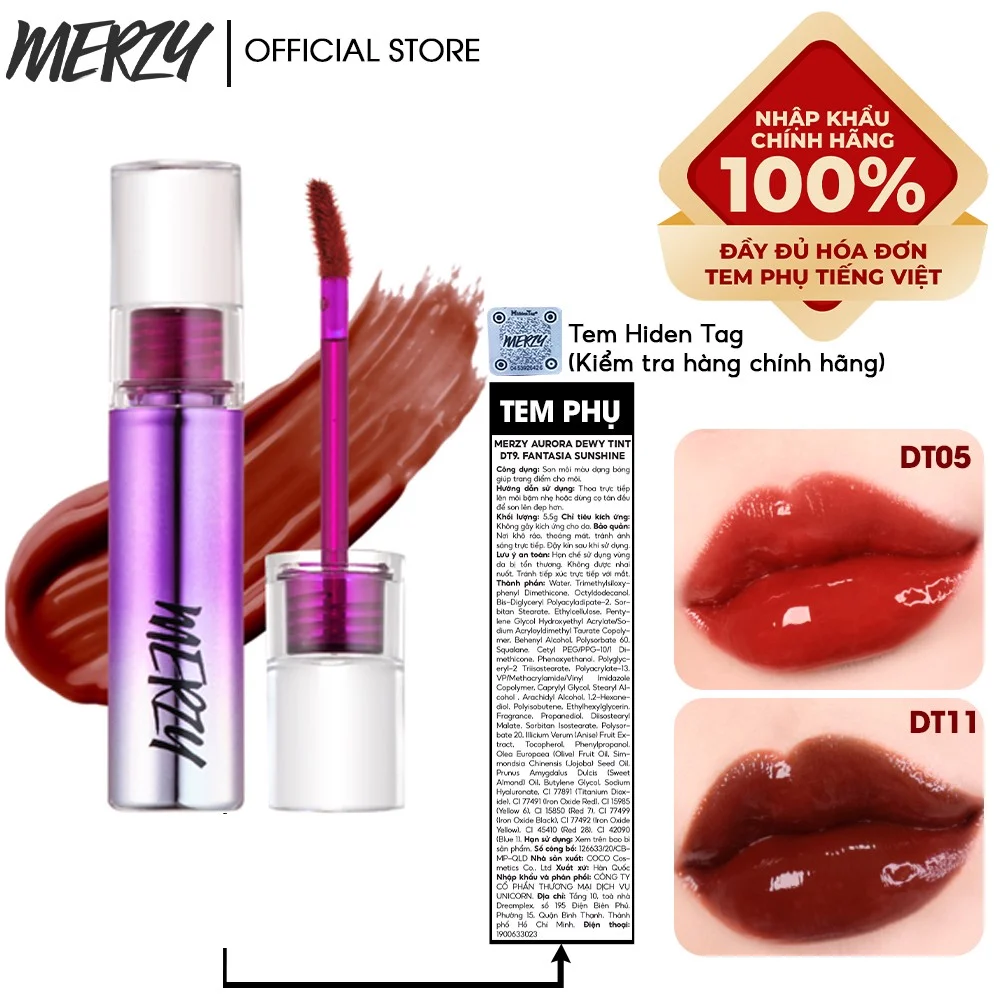 MERZY | OFFICIAL STORE
NHẬP KHẨU
CHÍNH HÃNG
100%
ĐẦY ĐỦ HÓA ĐƠN
TEM PHỤ TIẾNG VIỆT
HiddenTag
MERZY
0453926426
Tem Hiden Tag
(Kiểm tra hàng chính hãng)
TEM PHỤ
MERZY AURORA DEWY TINT
DT9. FANTASIA SUNSHINE
Công dụng: Son môi màu dạng bóng
giúp trang điểm cho môi.
Hướng dẫn sử dụng: Thoa trực tiếp
lên môi bặm nhẹ hoặc dùng cọ tán đều
để son lên đẹp hơn.
Khối lượng: 5.5g Chỉ tiêu kích ứng:
Không gây kích ứng cho da. Bảo quản:
Nơi khô ráo, thoáng mát, tránh ánh
sáng trực tiếp. Đậy kín sau khi sử dụng.
Lưu ý an toàn: Hạn chế sử dụng vùng
da bị tổn thương. Không được nhai
nuốt. Tránh tiếp xúc trực tiếp với mắt.
Thành phần: Water, Trimethylsiloxy-
phenyl Dimethicone, Octyldodecanol,
Bis-Diglyceryl Polyacyladipate-2, Sor-
bitan Stearate, Ethylcellulose, Penty-
lene Glycol Hydroxyethyl Acrylate/So-
dium Acryloyldimethyl Taurate Copoly-
mer, Behenyl Alcohol, Polysorbate 60,
Squalane, Cetyl PEG/PPG-10/1 Di-
methicone, Phenoxyethanol, Polyglyc-
eryl-2 Triisostearate, Polyacrylate-13,
VP/Methacrylamide/Vinyl Imidazole
Copolymer, Caprylyl Glycol, Stearyl Al-
cohol , Arachidyl Alcohol, 1,2-Hexane-
diol, Polyisobutene, Ethylhexylglycerin,
Fragrance, Propanediol, Diisostearyl
Malate, Sorbitan Isostearate, Polysor-
bate 20, Illicium Verum (Anise) Fruit Ex-
tract, Tocopherol, Phenylpropanol,
Olea Europaea (Olive) Fruit Oil, Sim-
mondsia Chinensis (Jojoba) Seed Oil,
Prunus Amygdalus Dulcis (Sweet
Almond) Oil, Butylene Glycol, Sodium
Hyaluronate, CI 77891 (Titanium Diox-
ide), CI 77491 (Iron Oxide Red), CI 15985
(Yellow 6), CI 15850 (Red 7), CI 77499
(Iron Oxide Black), CI 77492 (Iron Oxide
Yellow), CI 45410 (Red 28), CI 42090
(Blue 1). Hạn sử dụng: Xem trên bao bì
sản phẩm. Số công bố: 126633/20/CB-
MP-QLD Nhà sản xuất: COCO Cos-
metics Co., Ltd Xuất xứ: Hàn Quốc
Nhập khẩu và phân phối: CÔNG TY
CỔ PHẦN THƯƠNG MẠI DỊCH VỤ
UNICORN. Địa chỉ: Tầng 10, toà nhà
Dreamplex, số 195 Điện Biên Phủ,
Phường 15, Quận Bình Thạnh, Thành
phố Hồ Chí Minh. Điện thoại:
1900633023
DT05
DT11
MERZY